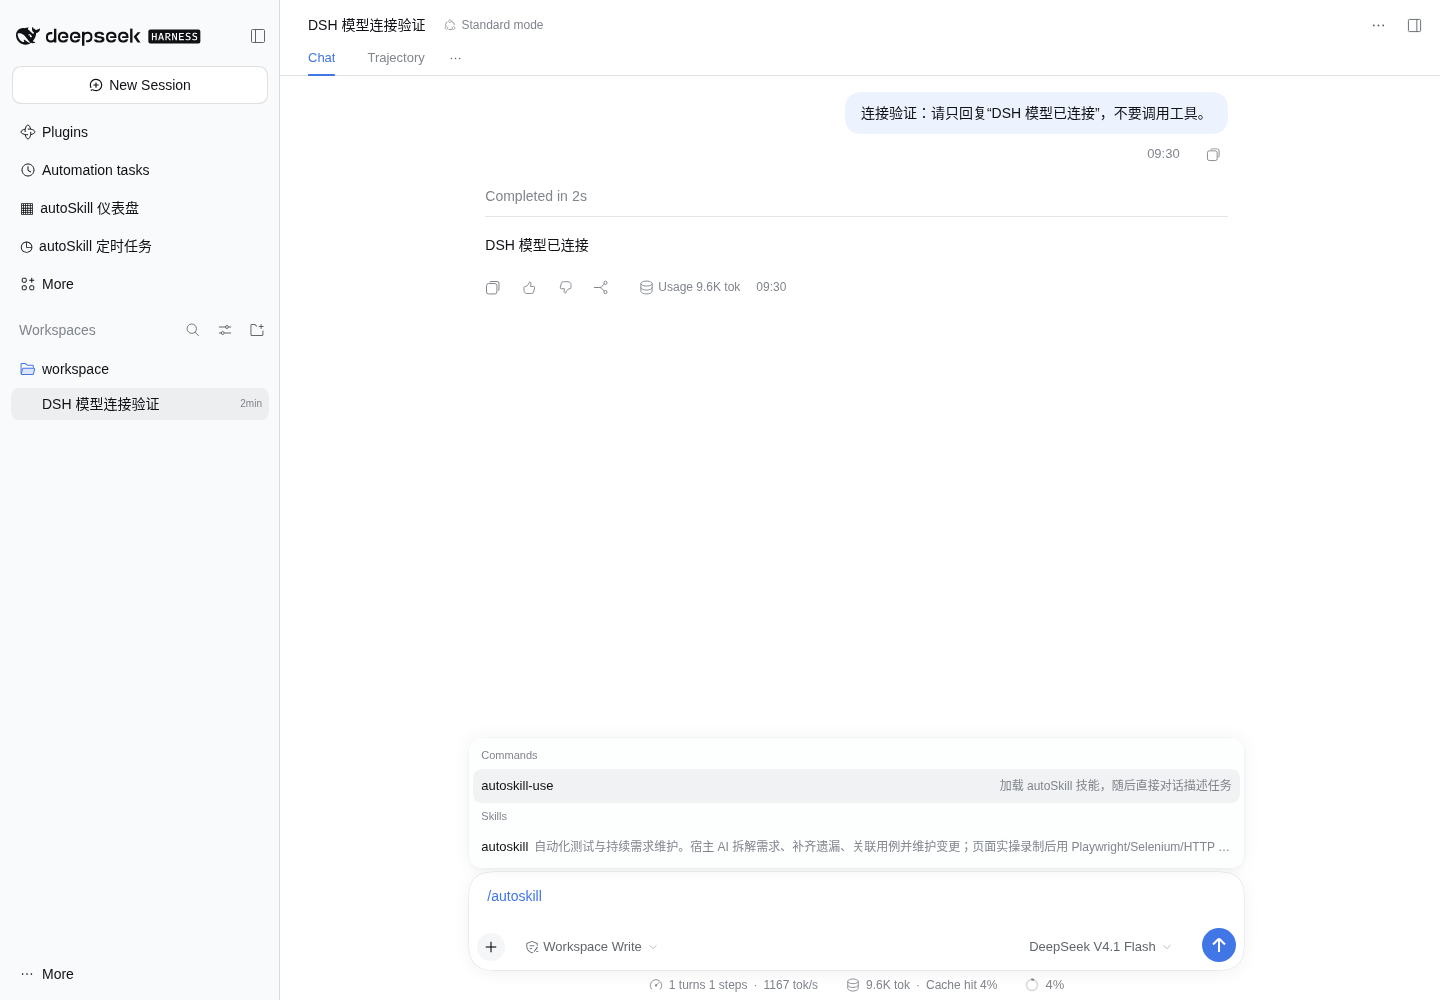 deepseek HARNESS
New Session
Plugins
Automation tasks
autoSkill 仪表盘
autoSkill 定时任务
More
Workspaces
workspace
DSH 模型连接验证 2min
More
DSH 模型连接验证 Standard mode
Chat Trajectory ...
连接验证：请只回复“DSH 模型已连接”，不要调用工具。
09:30
Completed in 2s
DSH 模型已连接
Usage 9.6K tok 09:30
Commands
autoskill-use 加载 autoSkill 技能，随后直接对话描述任务
Skills
autoskill 自动化测试与持续需求维护。宿主 AI 拆解需求、补齐遗漏、关联用例并维护变更；页面实操录制后用 Playwright/Selenium/HTTP ...
/autoskill
Workspace Write DeepSeek V4.1 Flash
1 turns 1 steps · 1167 tok/s 9.6K tok · Cache hit 4% 4%